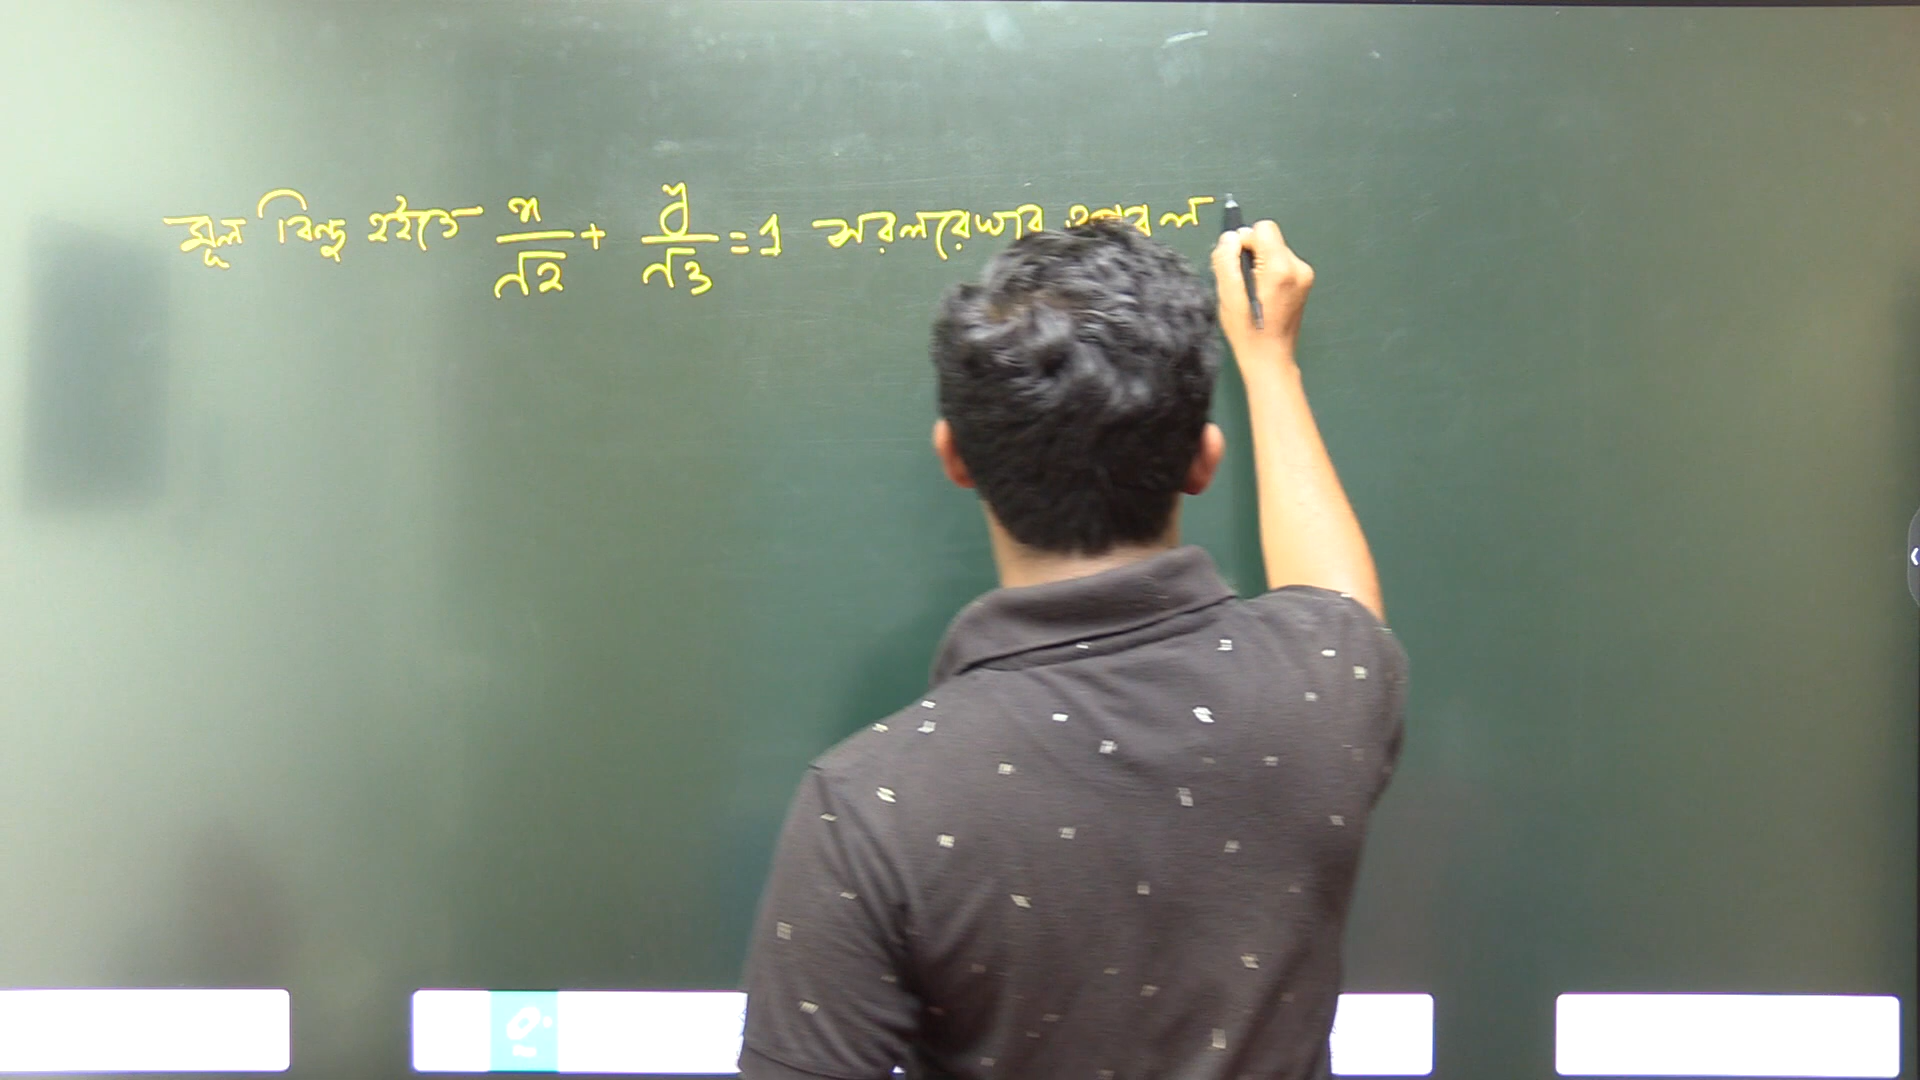 মূল বিন্দু হইতে x/√2 + y/√3 = 1 সরলরেখার